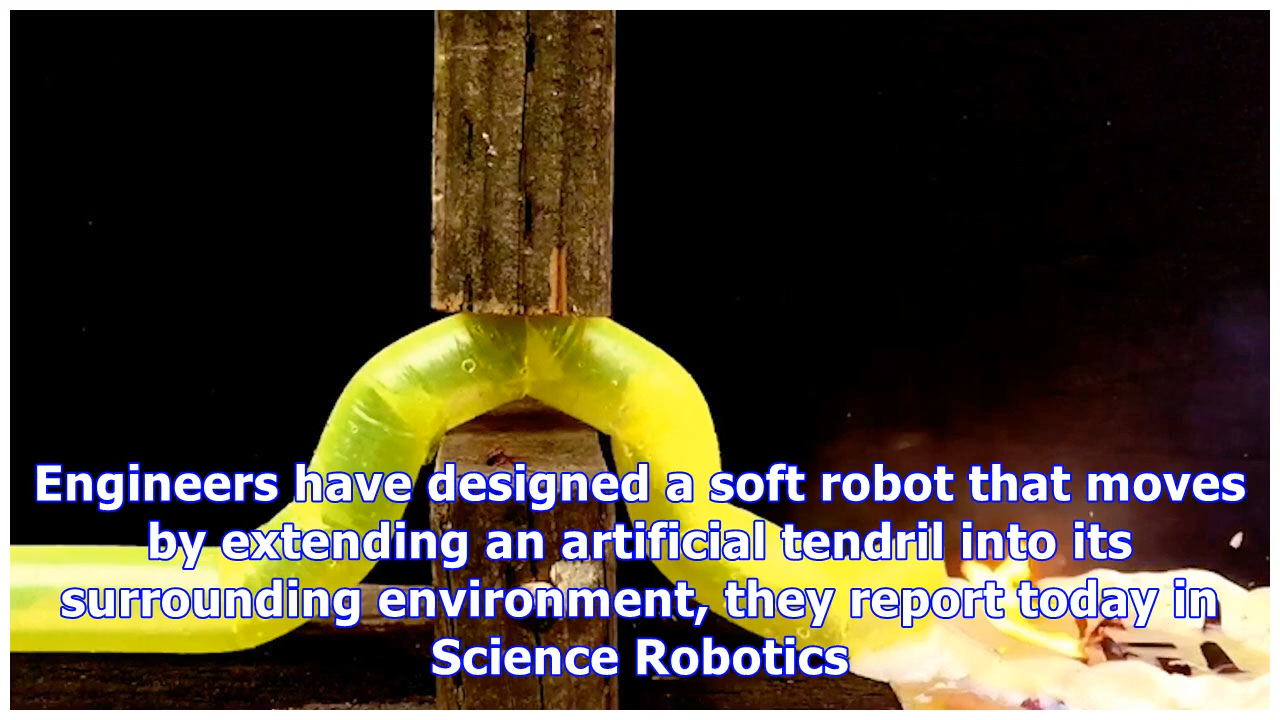 Engineers have designed a soft robot that moves
by extending an artificial tendril into its
surrounding environment, they report today in
Science Robotics